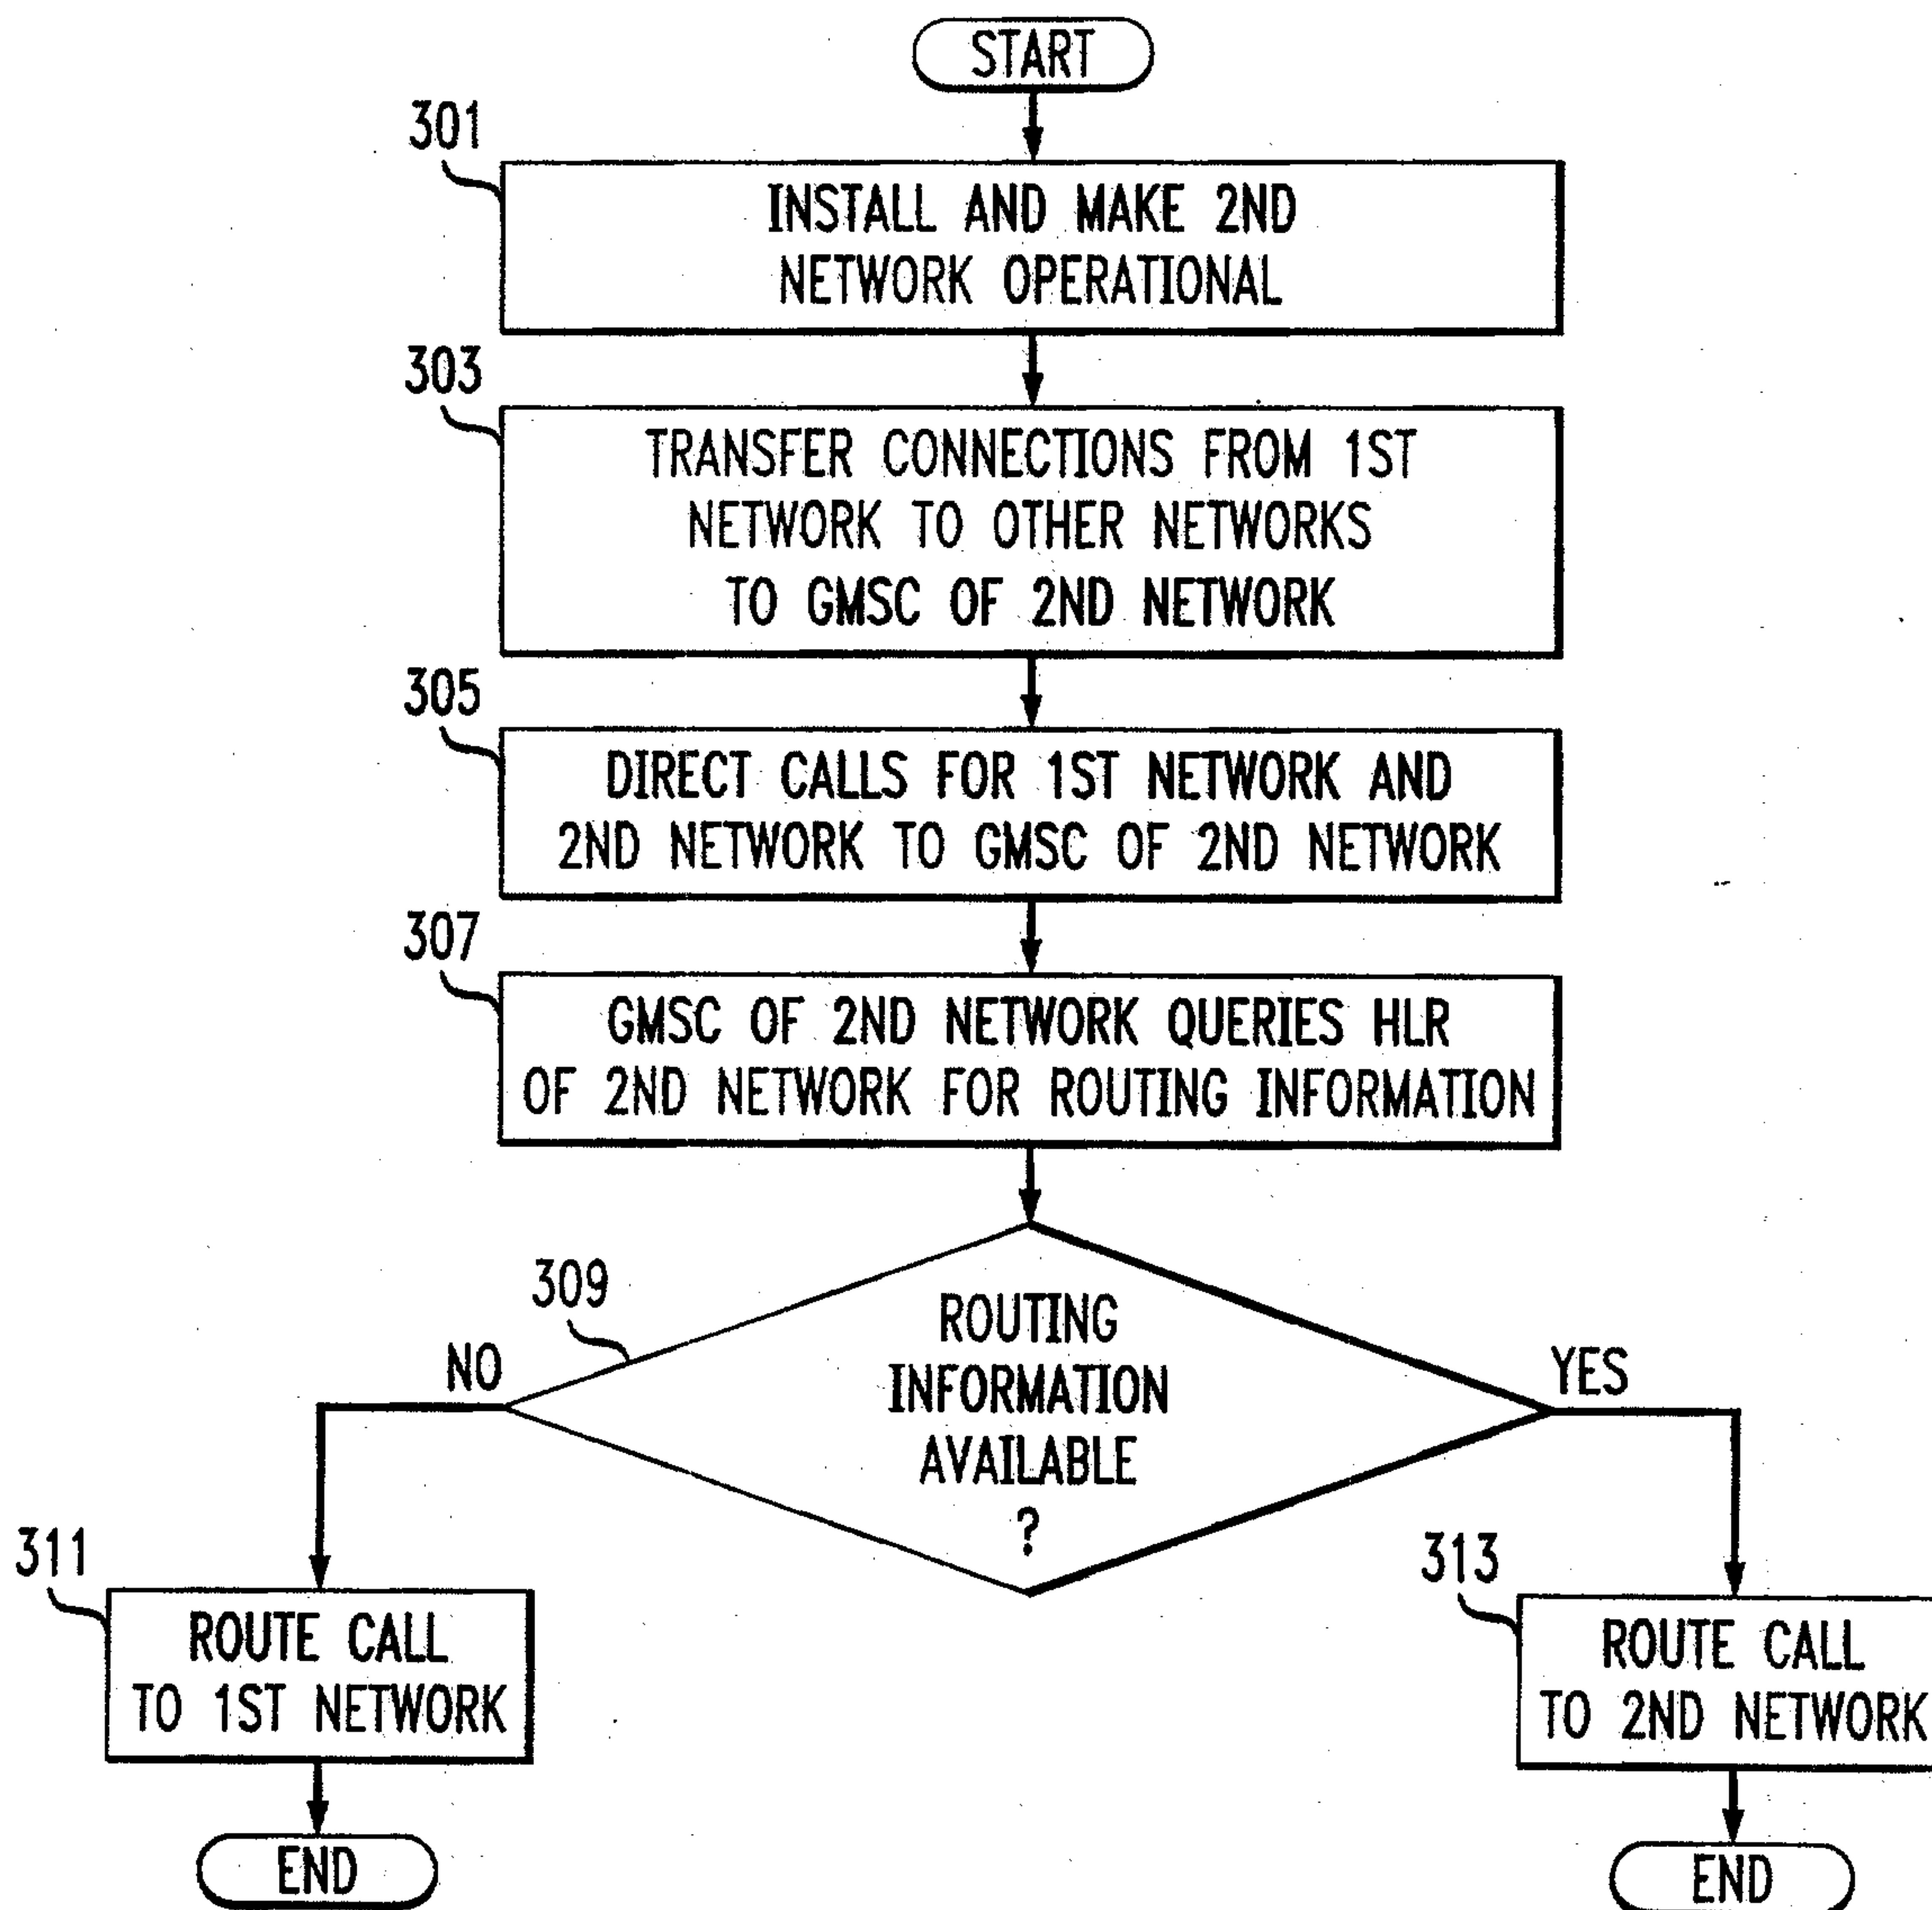 START
301
INSTALL AND MAKE 2ND
NETWORK OPERATIONAL
303
TRANSFER CONNECTIONS FROM 1ST
NETWORK TO OTHER NETWORKS
TO GMSC OF 2ND NETWORK
305
DIRECT CALLS FOR 1ST NETWORK AND
2ND NETWORK TO GMSC OF 2ND NETWORK
307
GMSC OF 2ND NETWORK QUERIES HLR
OF 2ND NETWORK FOR ROUTING INFORMATION
309
ROUTING
INFORMATION
AVAILABLE
?
NO
YES
311
ROUTE CALL
TO 1ST NETWORK
END
313
ROUTE CALL
TO 2ND NETWORK
END